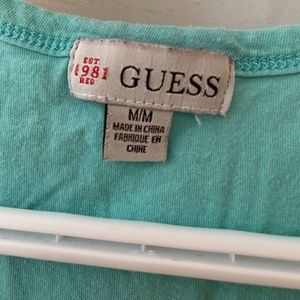 EST
1981 GUESS
RED
M/M
MADE IN CHINA
FABRIQUE EN
CHINE